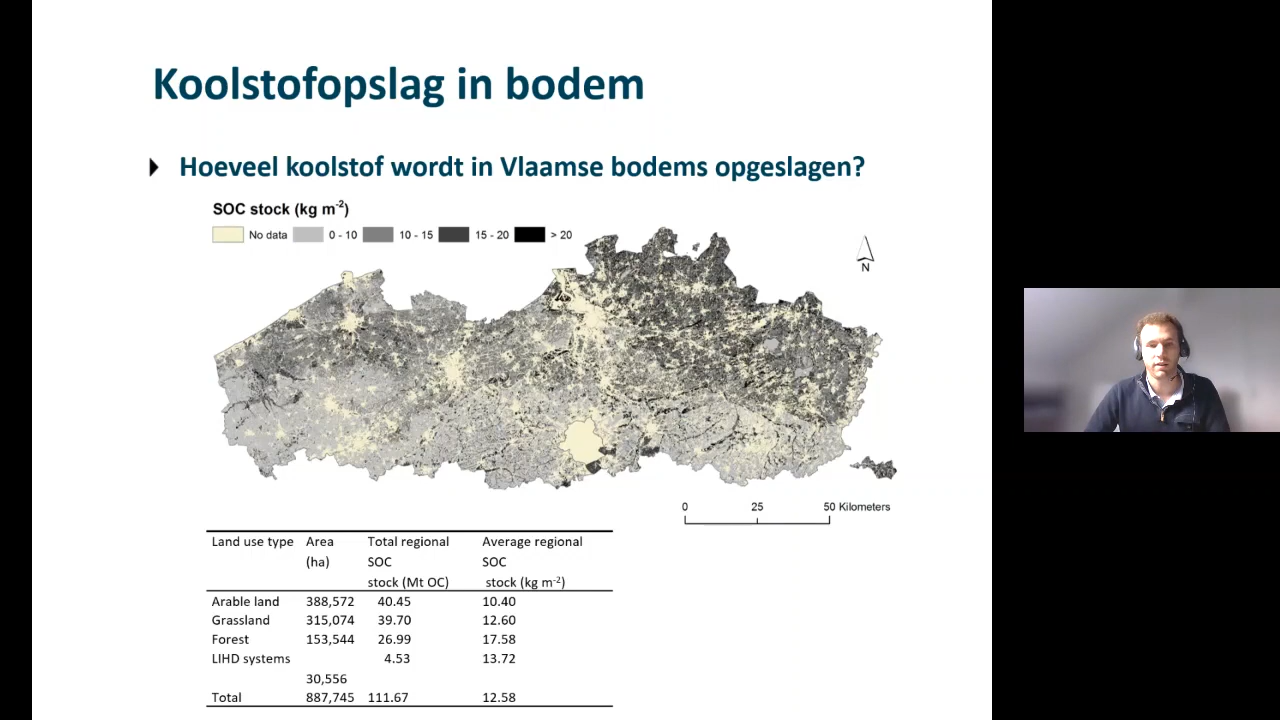 Koolstofopslag in bodem
Hoeveel koolstof wordt in Vlaamse bodems opgeslagen?
SOC stock (kg m-2)
No data 0 - 10 10 - 15 15 - 20 > 20
N
0 25 50 Kilometers
Land use type Area Total regional Average regional
(ha) SOC SOC
stock (Mt OC) stock (kg m-2)
Arable land 388,572 40.45 10.40
Grassland 315,074 39.70 12.60
Forest 153,544 26.99 17.58
LIHD systems 4.53 13.72
30,556
Total 887,745 111.67 12.58